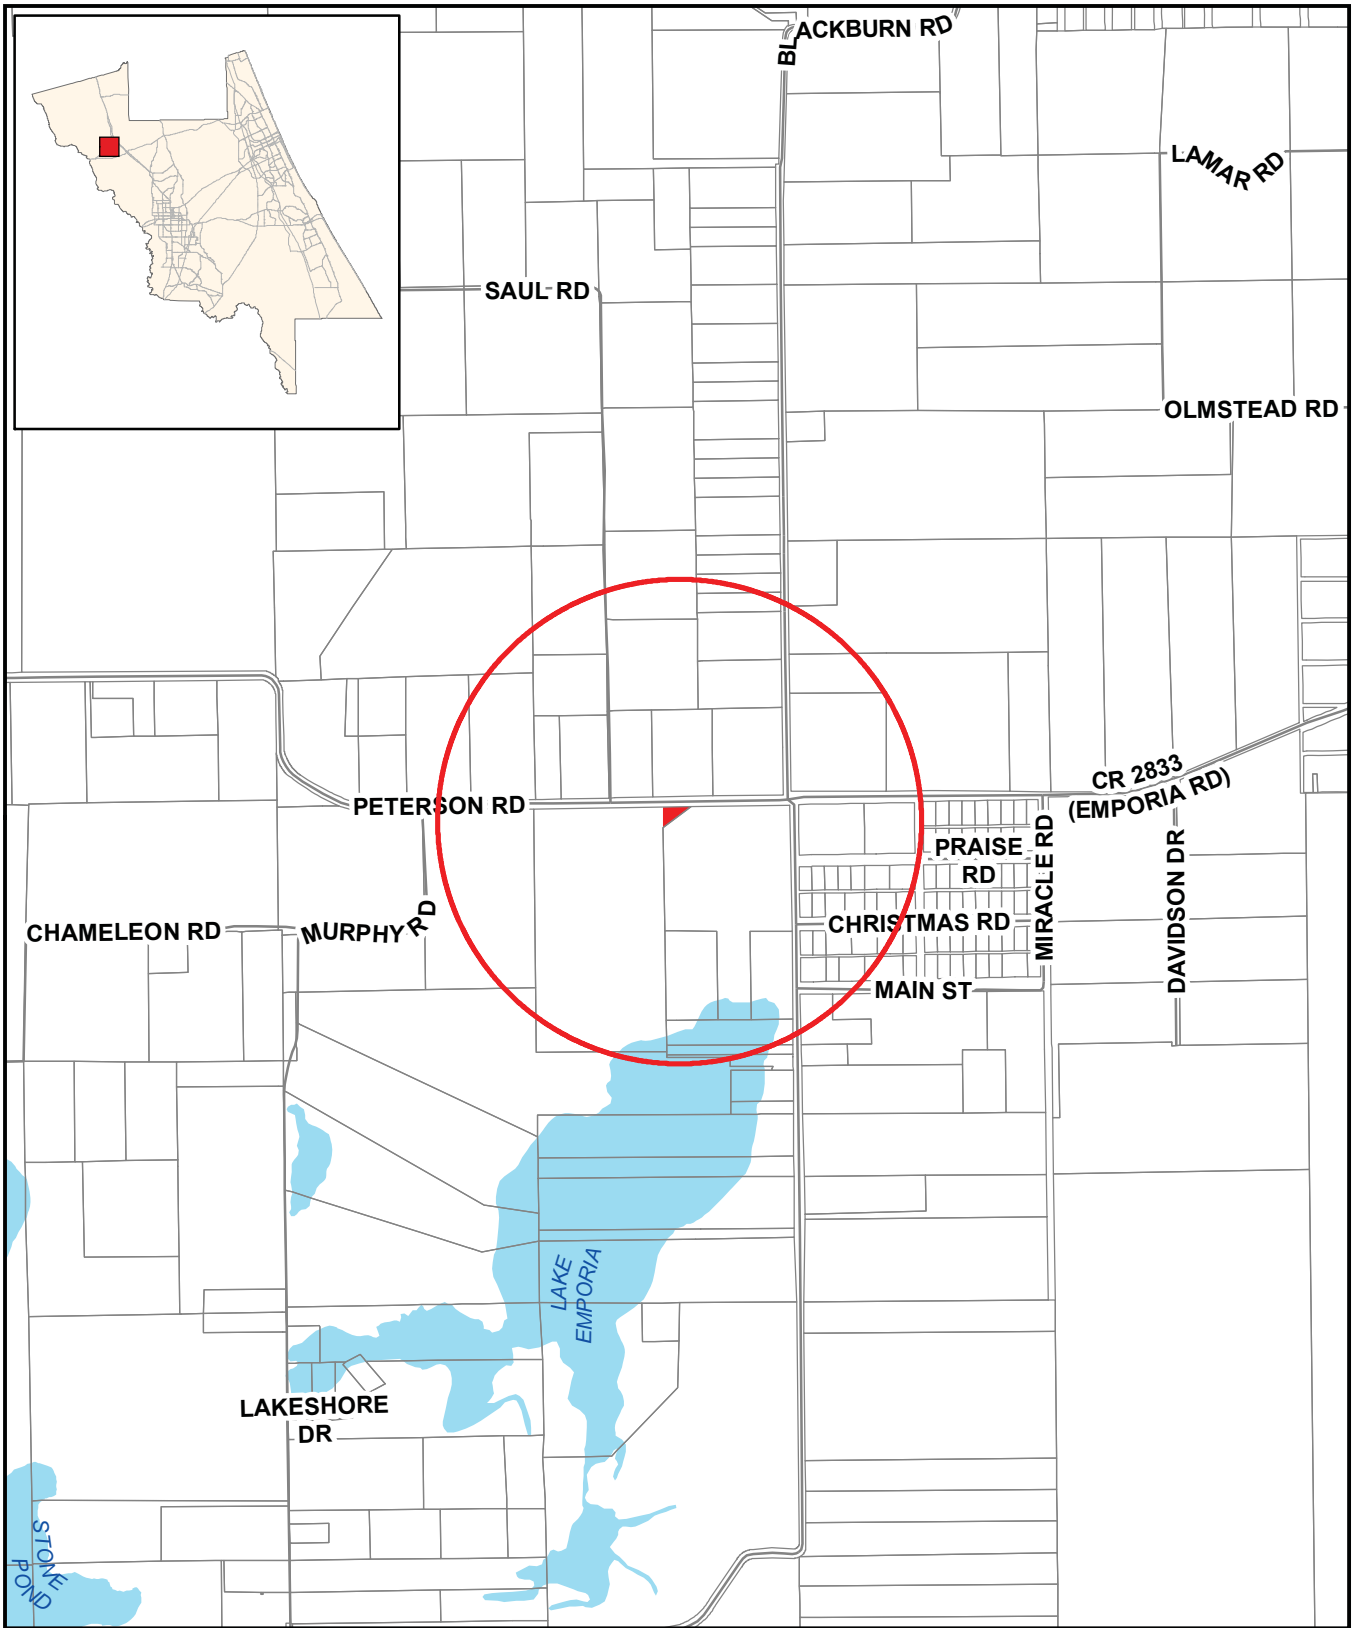 BLACKBURN RD
LAMAR RD
SAUL RD
OLMSTEAD RD
CR 2833
(EMPORIA RD)
PETERSON RD
PRAISE
RD
MIRACLE RD
DAVIDSON DR
CHAMELEON RD
MURPHY RD
CHRISTMAS RD
MAIN ST
LAKE
EMPORIA
LAKESHORE
DR
STONE
POND